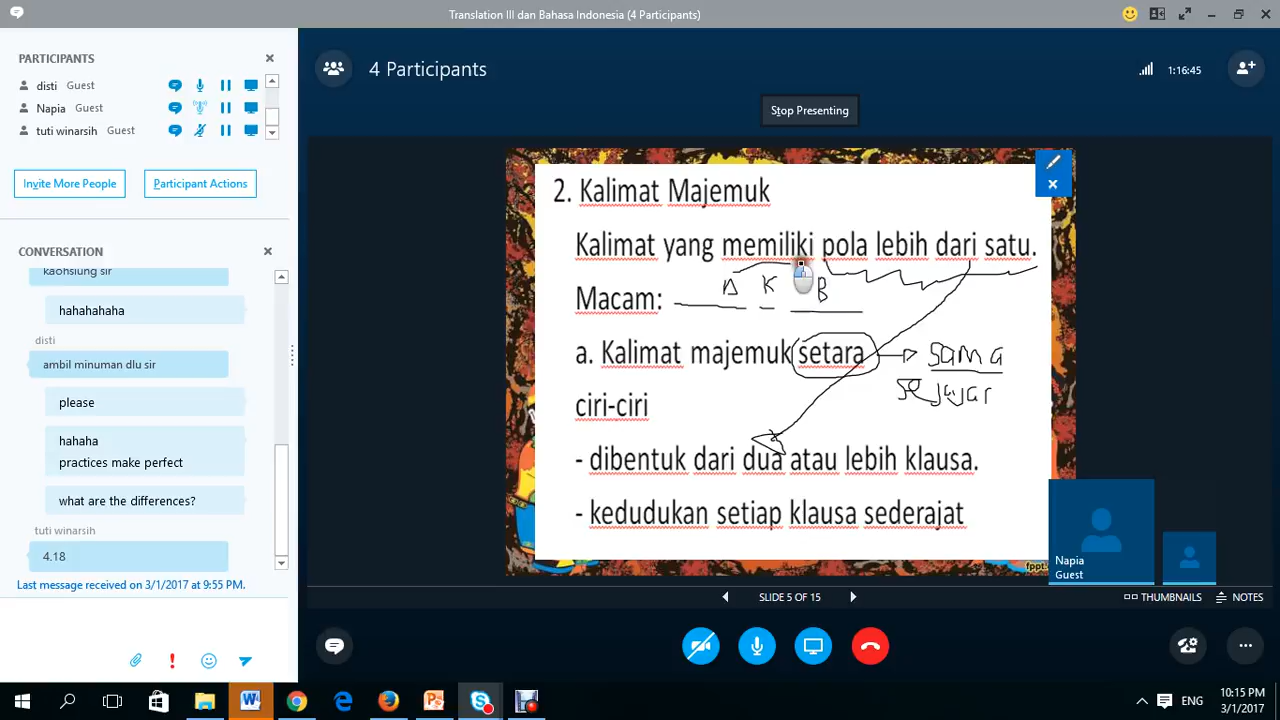 Translation III dan Bahasa Indonesia (4 Participants)
PARTICIPANTS
disti Guest
Napia Guest
tuti winarsih Guest
Invite More People
Participant Actions
CONVERSATION
kaohsiung sir
hahahahaha
disti
ambil minuman dlu sir
please
hahaha
practices make perfect
what are the differences?
tuti winarsih
4.18
Last message received on 3/1/2017 at 9:55 PM.
4 Participants
1:16:45
Stop Presenting
2. Kalimat Majemuk
Kalimat yang memiliki pola lebih dari satu.
K B
Macam:
a. Kalimat majemuk setara sama
sejajar
ciri-ciri
- dibentuk dari dua atau lebih klausa.
- kedudukan setiap klausa sederajat
fppt.
Napia
Guest
SLIDE 5 OF 15
THUMBNAILS
NOTES
ENG
10:15 PM
3/1/2017